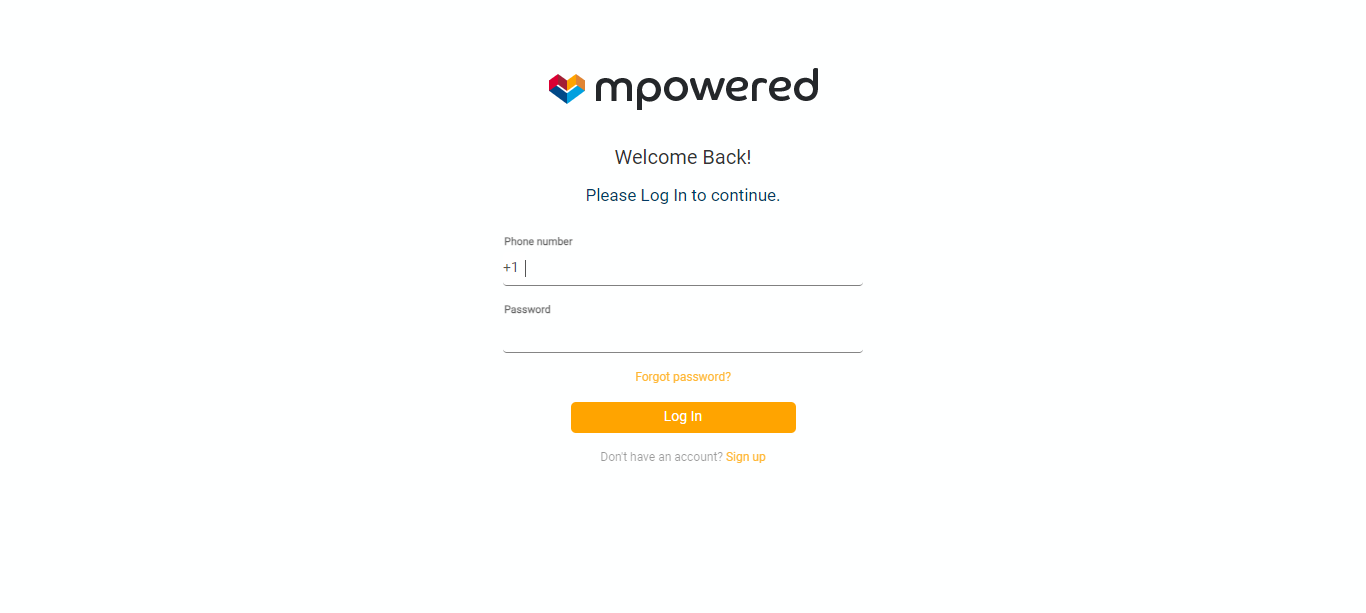 mpowered
Welcome Back!
Please Log In to continue.
Phone number
+1
Password
Forgot password?
Log In
Don't have an account? Sign up